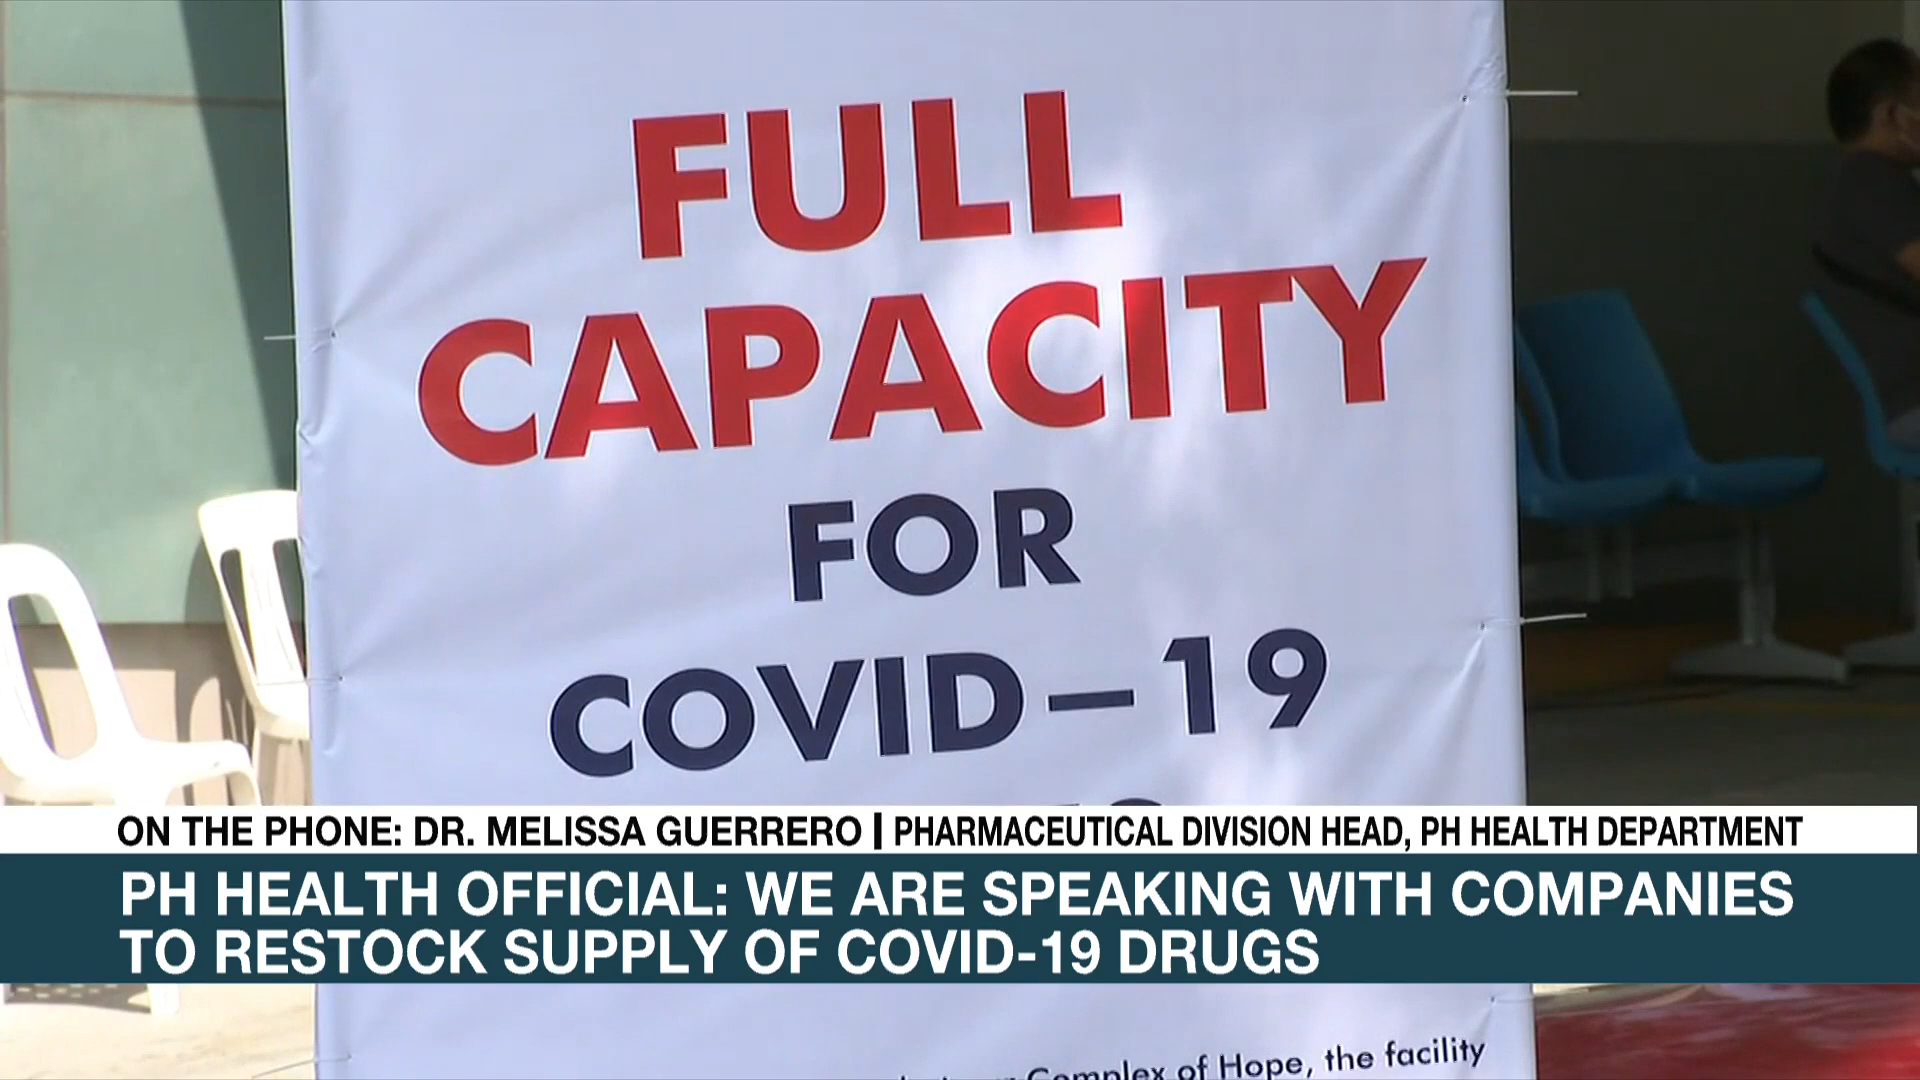 FULL
CAPACITY
FOR
COVID-19
ON THE PHONE: DR. MELISSA GUERRERO | PHARMACEUTICAL DIVISION HEAD, PH HEALTH DEPARTMENT
PH HEALTH OFFICIAL: WE ARE SPEAKING WITH COMPANIES
TO RESTOCK SUPPLY OF COVID-19 DRUGS
Complex of Hope, the facility